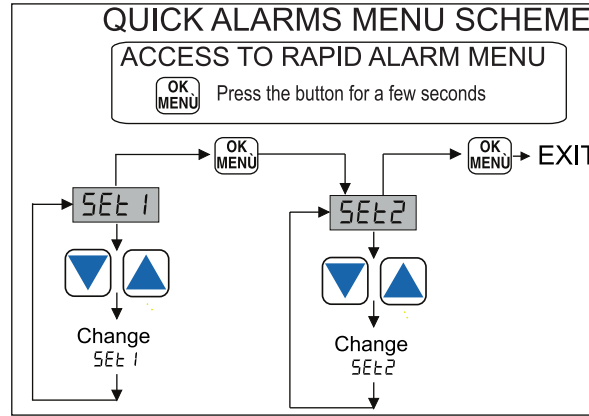 QUICK ALARMS MENU SCHEME
ACCESS TO RAPID ALARM MENU
OK
MENÙ
Press the button for a few seconds
OK
MENÙ
OK
MENÙ
EXIT
SEt 1
SEt2
Change
SEt 1
Change
SEt2